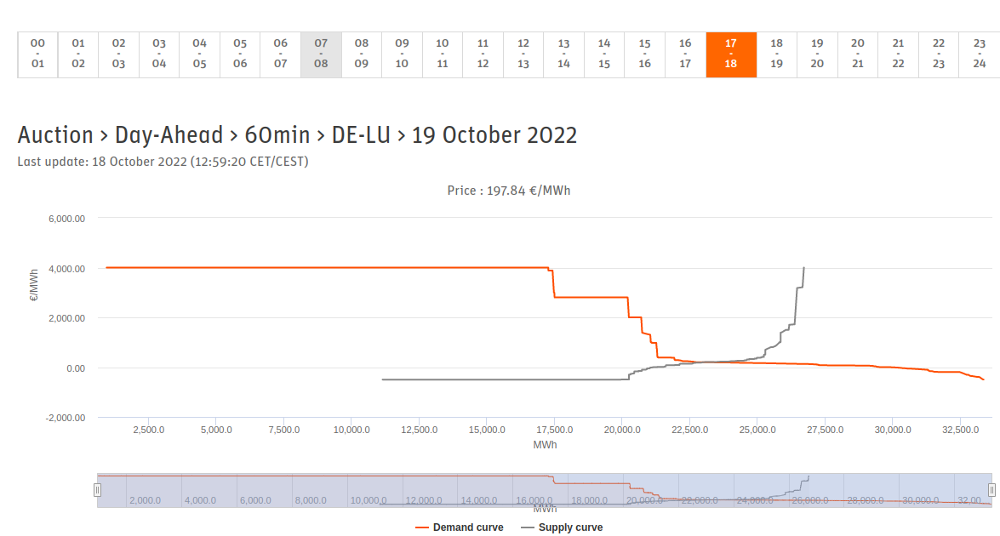 00 01 02 03 04 05 06 07 08 09 10 11 12 13 14 15 16 17 18 19 20 21 22 23
- - - - - - - - - - - - - - - - - - - - - - - -
01 02 03 04 05 06 07 08 09 10 11 12 13 14 15 16 17 18 19 20 21 22 23 24
Auction > Day-Ahead > 60min > DE-LU > 19 October 2022
Last update: 18 October 2022 (12:59:20 CET/CEST)
Price : 197.84 €/MWh
6,000.00
4,000.00
€/MWh
2,000.00
0.00
-2,000.00
2,500.0 5,000.0 7,500.0 10,000.0 12,500.0 15,000.0 17,500.0 20,000.0 22,500.0 25,000.0 27,500.0 30,000.0 32,500.0
MWh
2,000.0 4,000.0 6,000.0 8,000.0 10,000.0 12,000.0 14,000.0 16,000.0 18,000.0 20,000.0 22,000.0 24,000.0 26,000.0 28,000.0 30,000.0 32,00
MWh
Demand curve Supply curve